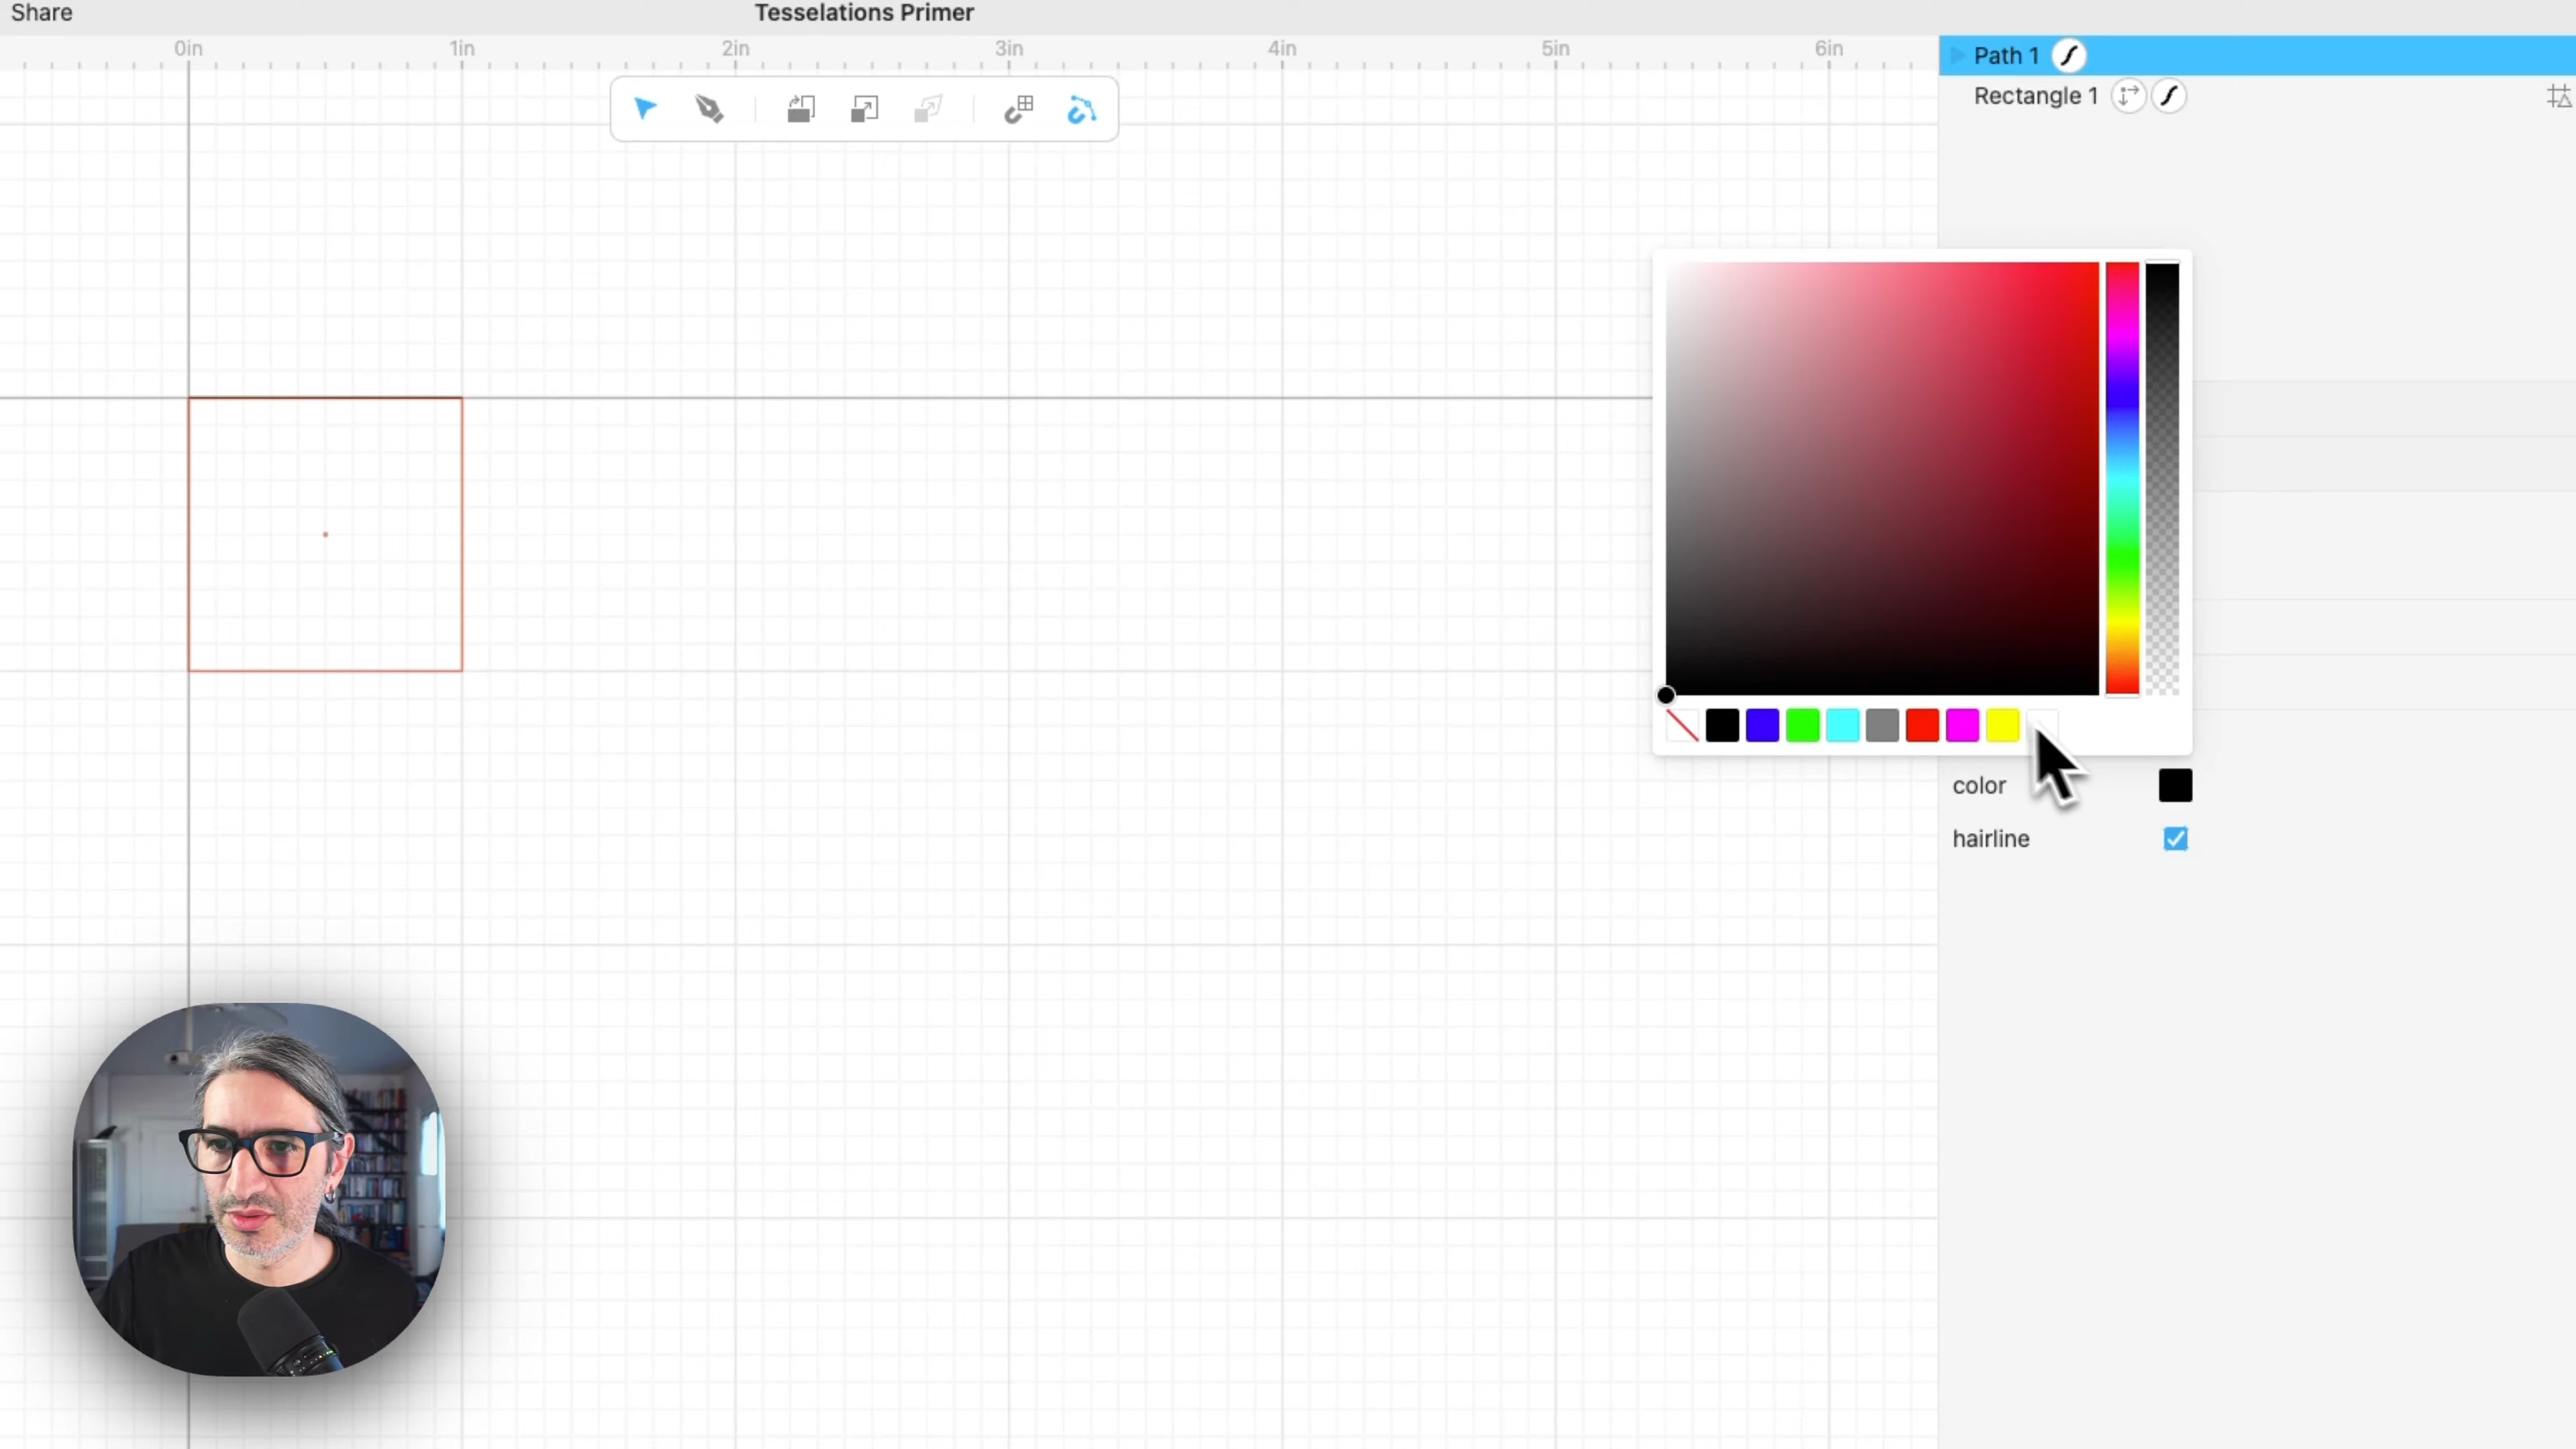 Share
Tesselations Primer
0in 1in 2in 3in 4in 5in 6in
Path 1
Rectangle 1
color
hairline